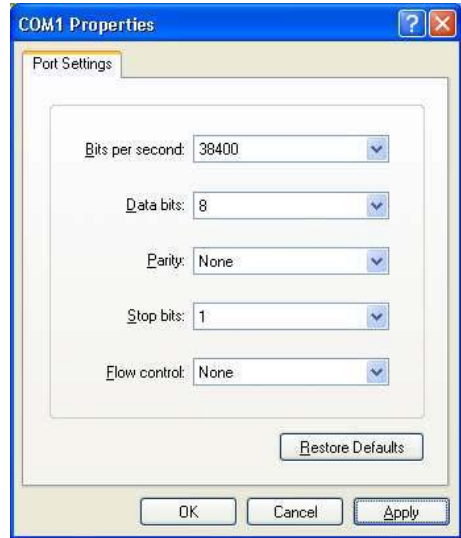 COM1 Properties
Port Settings
Bits per second: 38400
Data bits: 8
Parity: None
Stop bits: 1
Flow control: None
Restore Defaults
OK Cancel Apply